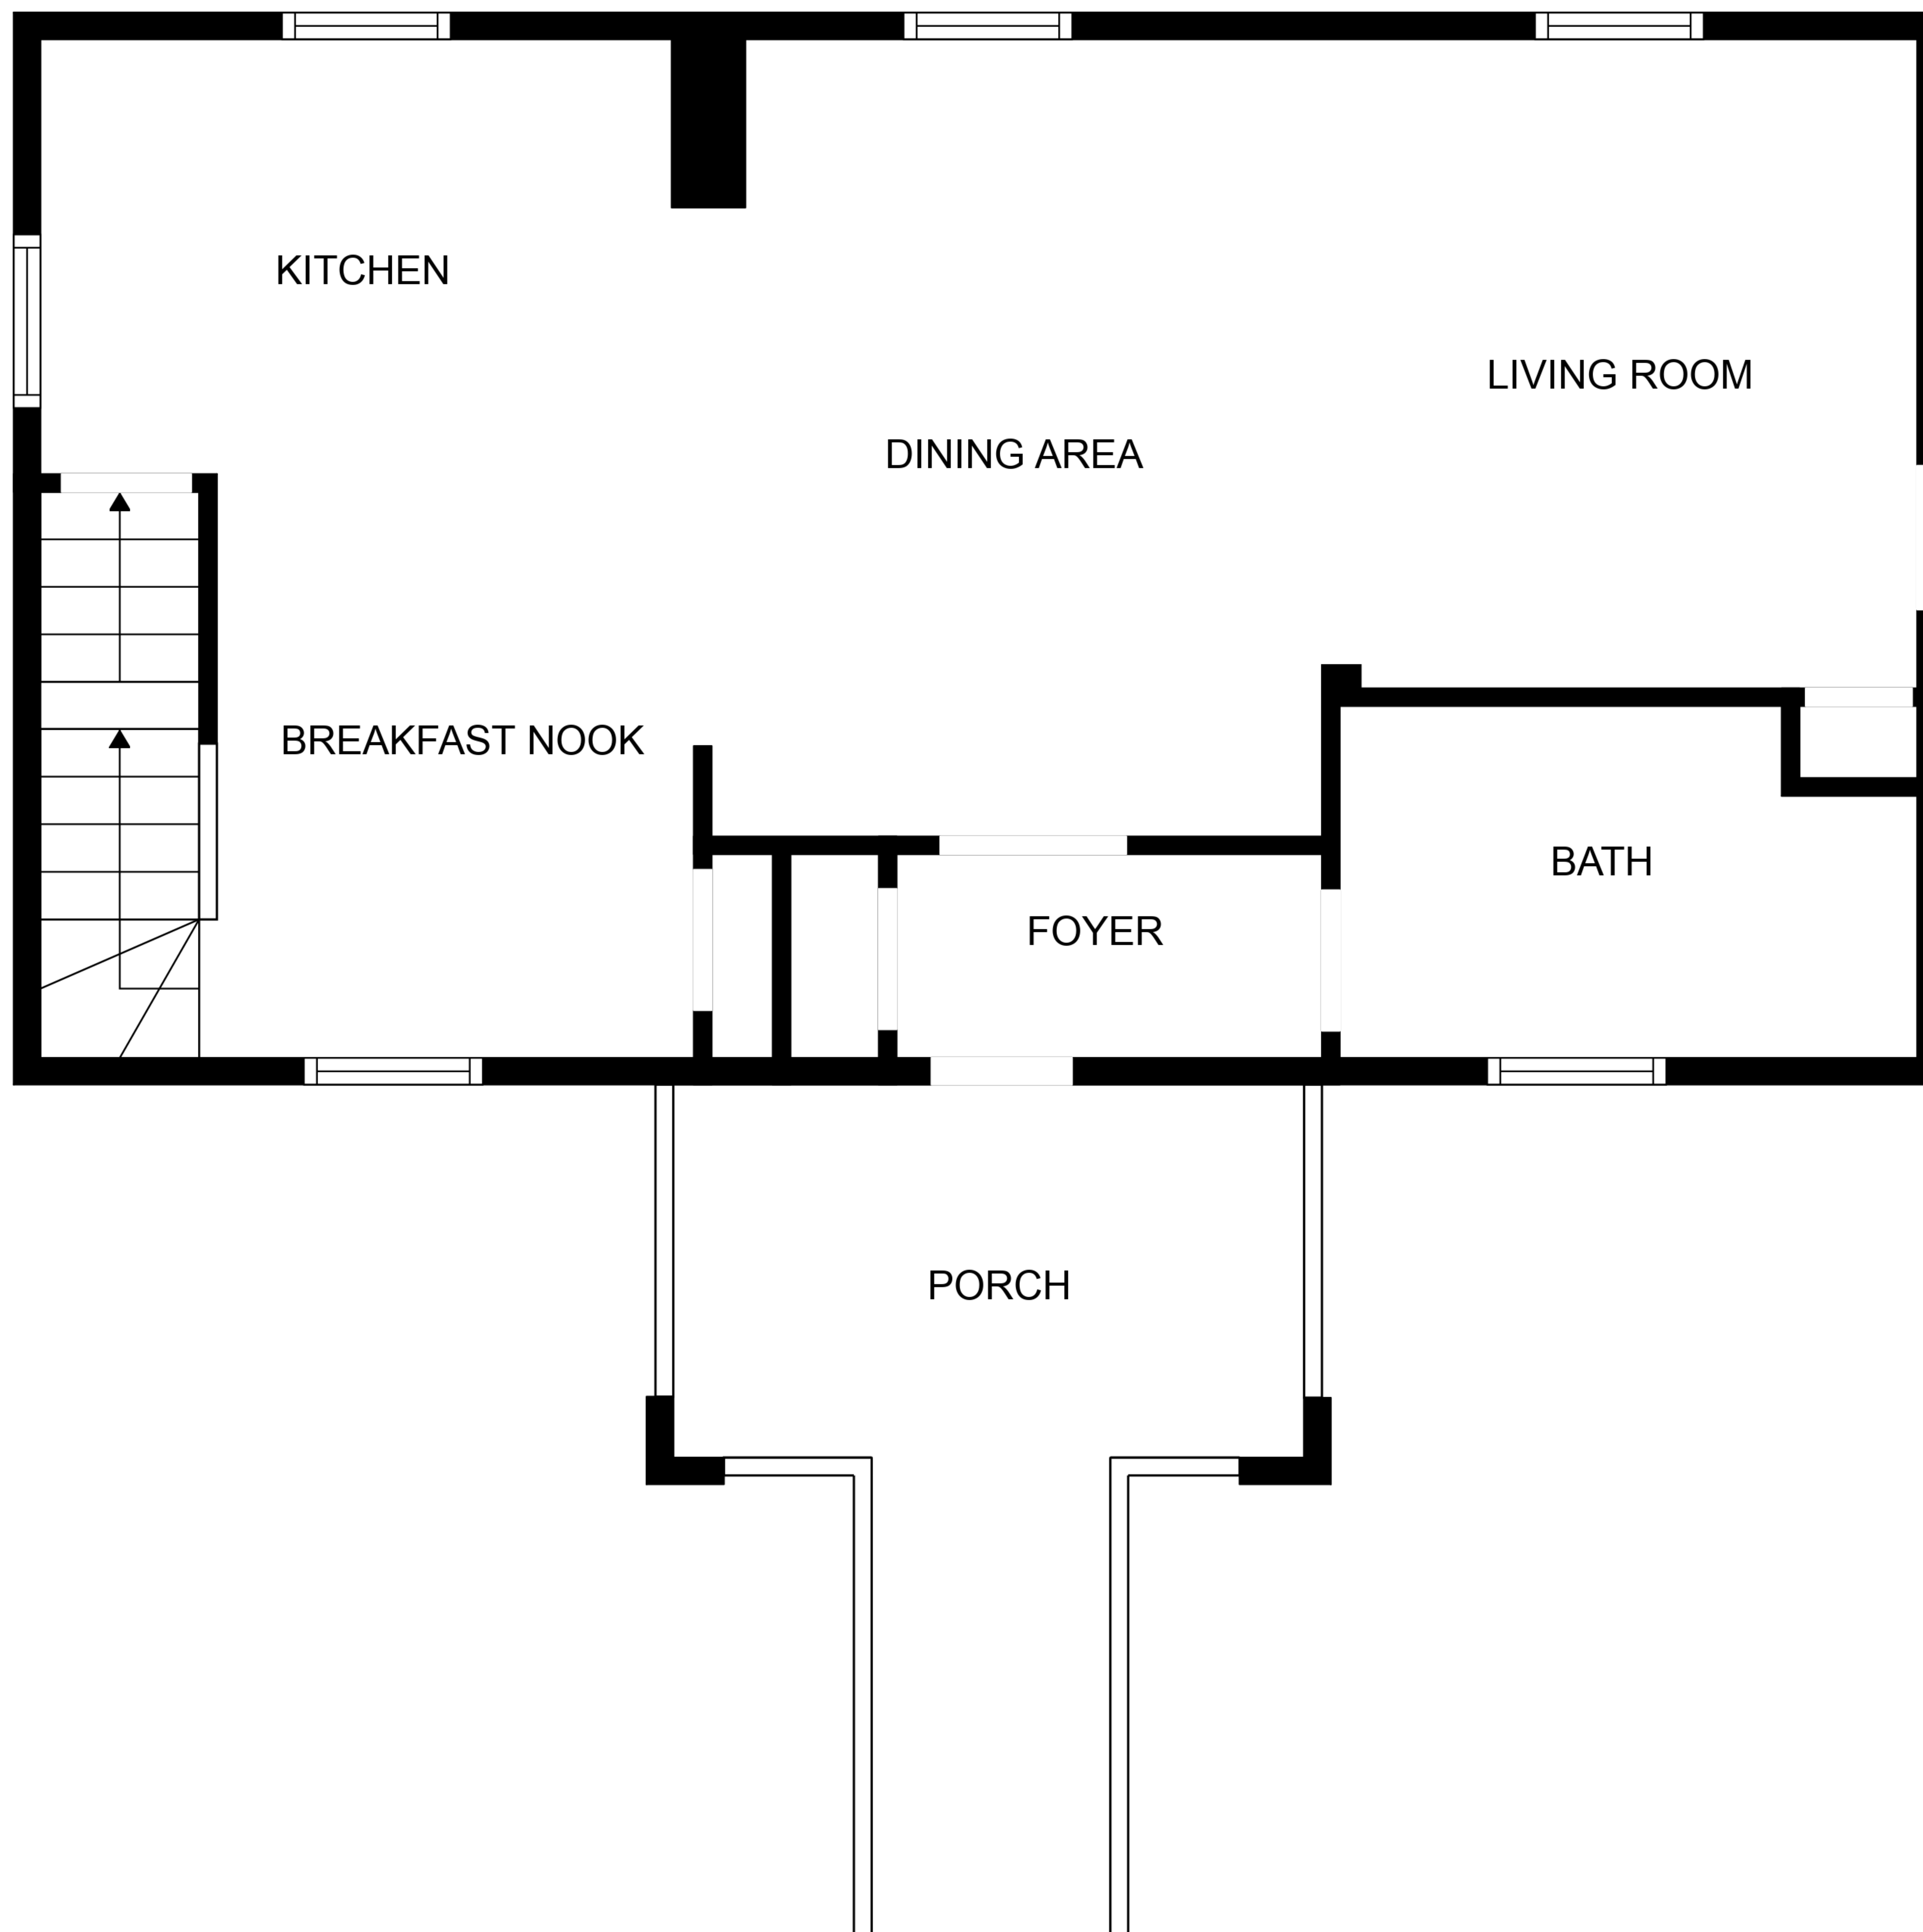 KITCHEN
LIVING ROOM
DINING AREA
BREAKFAST NOOK
BATH
FOYER
PORCH